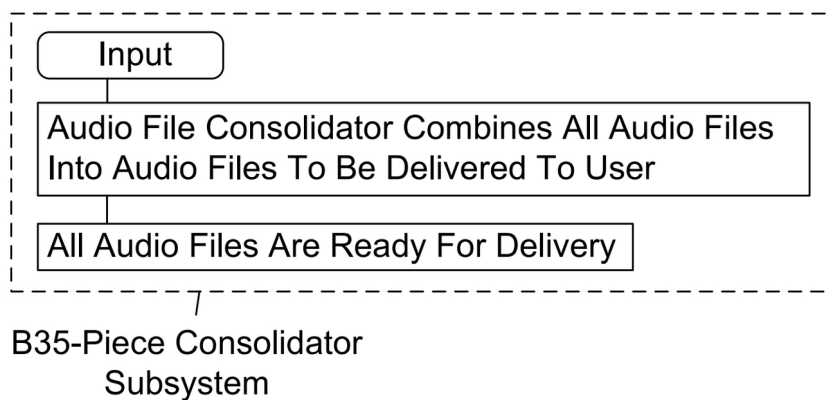 Input
Audio File Consolidator Combines All Audio Files
Into Audio Files To Be Delivered To User
All Audio Files Are Ready For Delivery
B35-Piece Consolidator
Subsystem